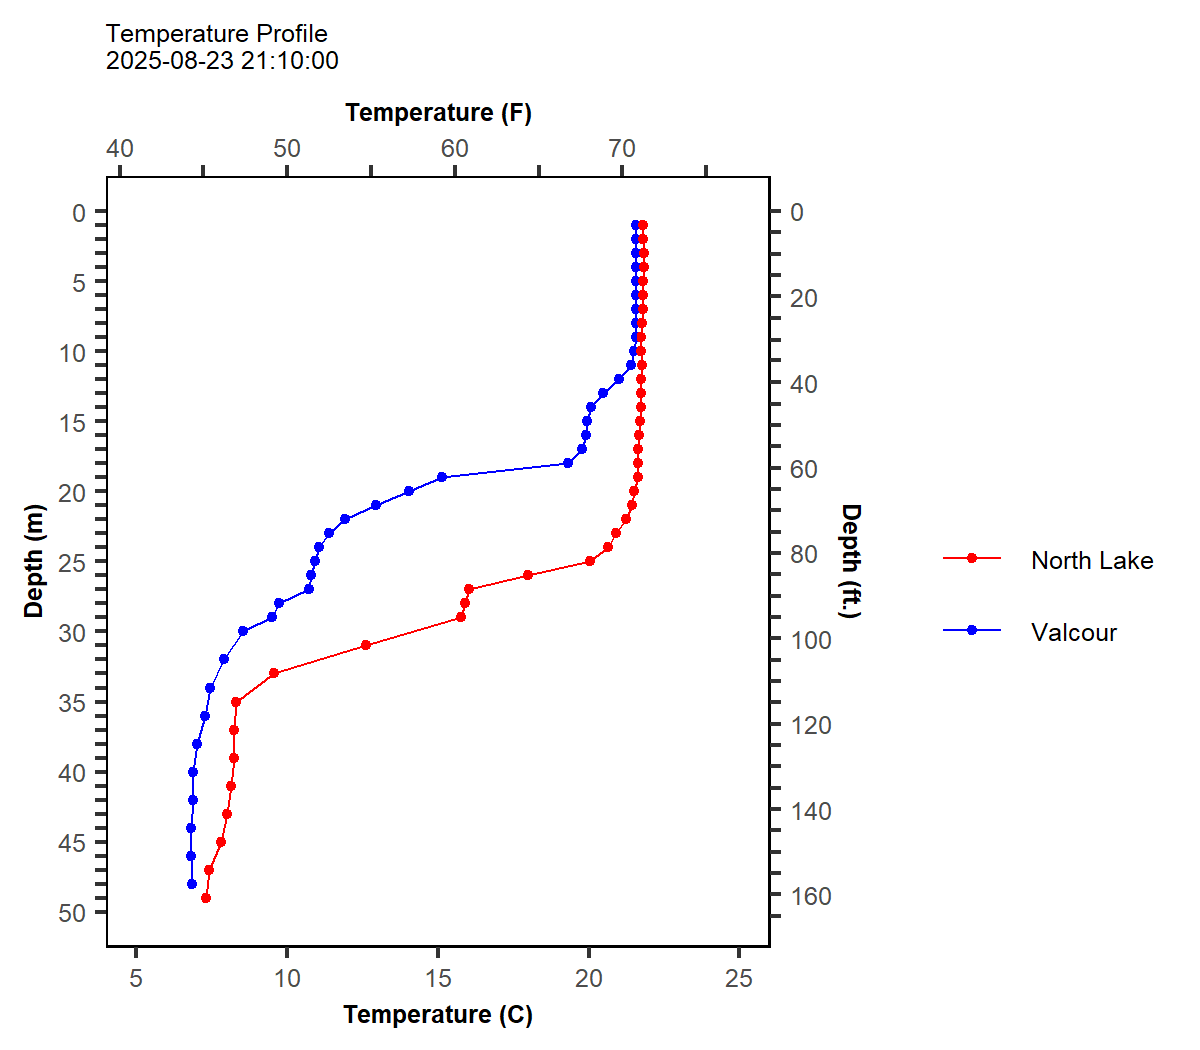 Temperature Profile
2025-08-23 21:10:00
Temperature (F)
40 50 60 70
0
5
10
15
20
25
30
35
40
45
50
Depth (m)
0
20
40
60
80
100
120
140
160
Depth (ft.)
North Lake
Valcour
5 10 15 20 25
Temperature (C)